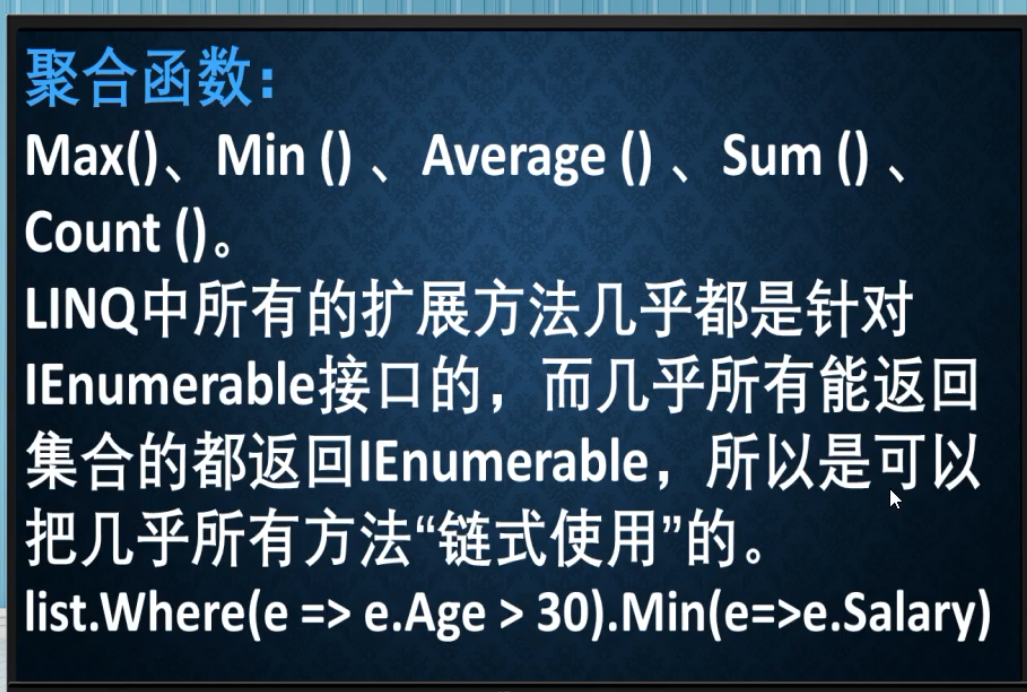 聚合函数:
Max()、Min () 、Average () 、Sum () 、
Count ()。
LINQ中所有的扩展方法几乎都是针对
IEnumerable接口的，而几乎所有能返回
集合的都返回IEnumerable，所以是可以
把几乎所有方法“链式使用”的。
list.Where(e => e.Age > 30).Min(e=>e.Salary)